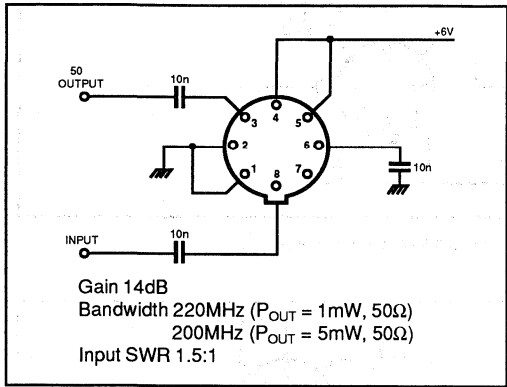 +6V
50
OUTPUT
10n
3
4
5
2
6
1
8
7
10n
INPUT
10n
Gain 14dB
Bandwidth 220MHz (POUT = 1mW, 50Ω)
200MHz (POUT = 5mW, 50Ω)
Input SWR 1.5:1